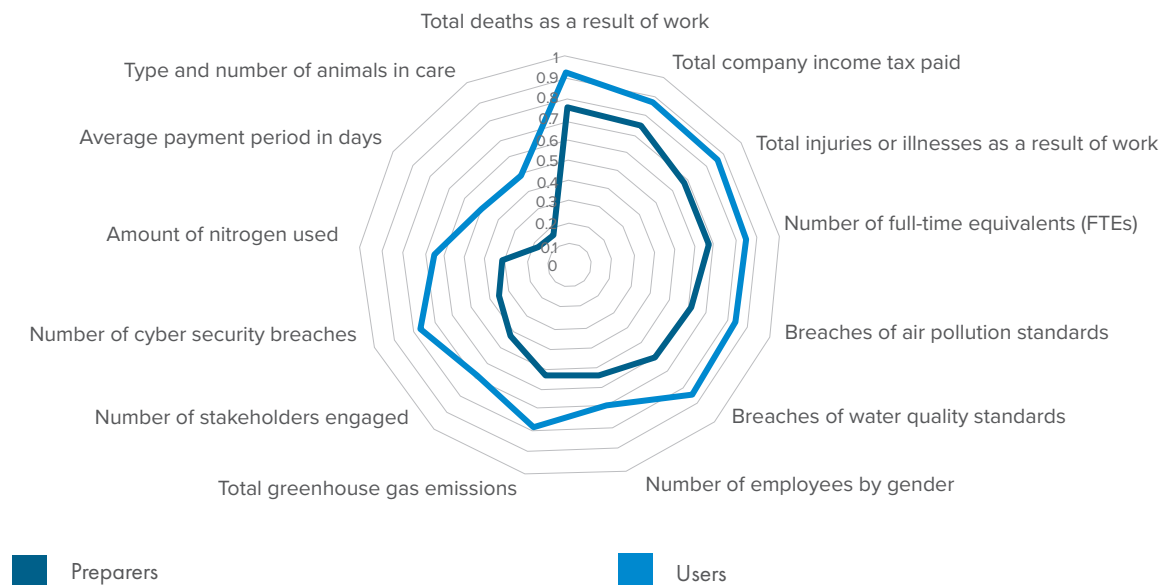 Total deaths as a result of work
Total company income tax paid
Total injuries or illnesses as a result of work
Number of full-time equivalents (FTEs)
Breaches of air pollution standards
Breaches of water quality standards
Number of employees by gender
Total greenhouse gas emissions
Number of stakeholders engaged
Number of cyber security breaches
Amount of nitrogen used
Average payment period in days
Type and number of animals in care
1
0.9
0.8
0.7
0.6
0.5
0.4
0.3
0.2
0.1
0
Preparers
Users